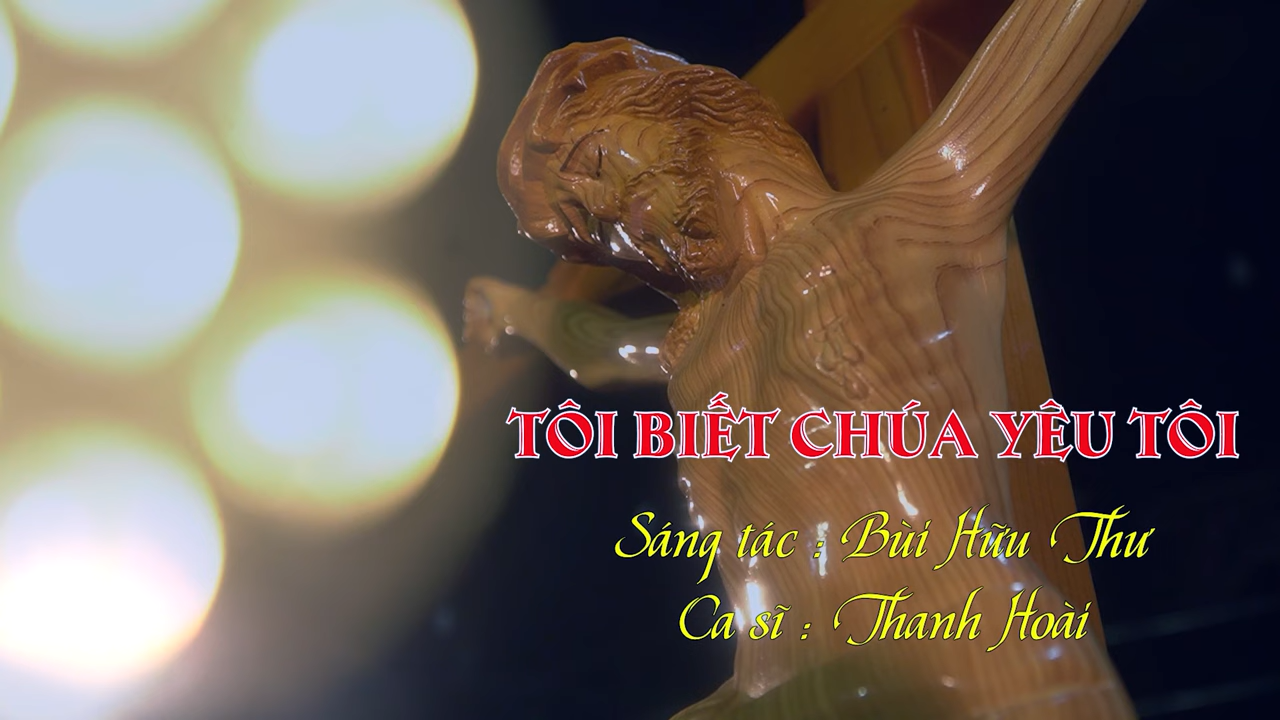 TÔI BIẾT CHÚA YÊU TÔI
Sáng tác : Bùi Hữu Thư
Ca sĩ : Thanh Hoài